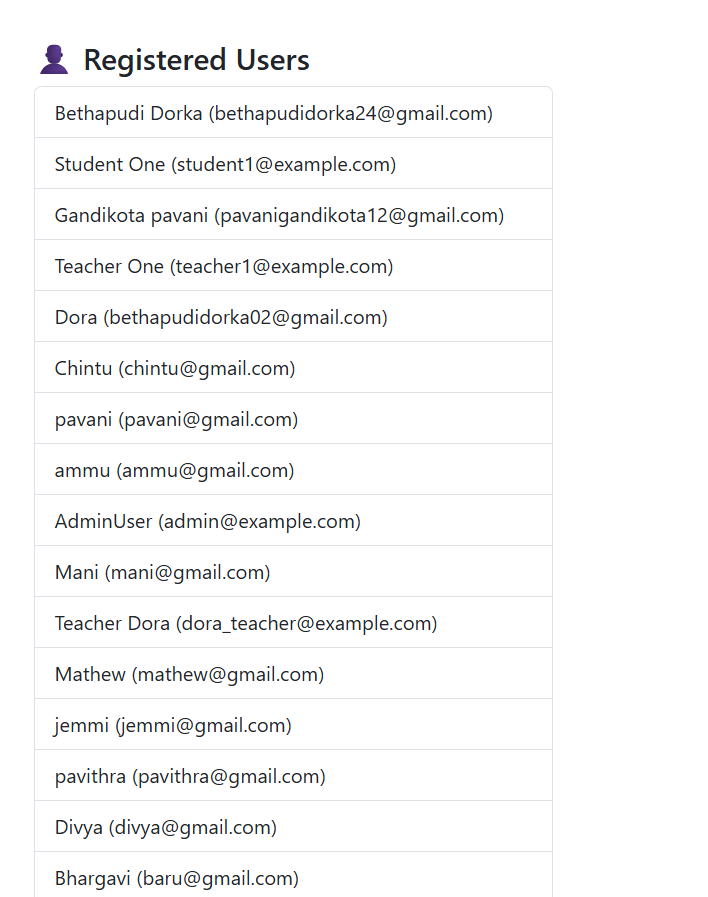 Registered Users
Bethapudi Dorka (bethapudidorka24@gmail.com)
Student One (student1@example.com)
Gandikota pavani (pavanigandikota12@gmail.com)
Teacher One (teacher1@example.com)
Dora (bethapudidorka02@gmail.com)
Chintu (chintu@gmail.com)
pavani (pavani@gmail.com)
ammu (ammu@gmail.com)
AdminUser (admin@example.com)
Mani (mani@gmail.com)
Teacher Dora (dora_teacher@example.com)
Mathew (mathew@gmail.com)
jemmi (jemmi@gmail.com)
pavithra (pavithra@gmail.com)
Divya (divya@gmail.com)
Bhargavi (baru@gmail.com)